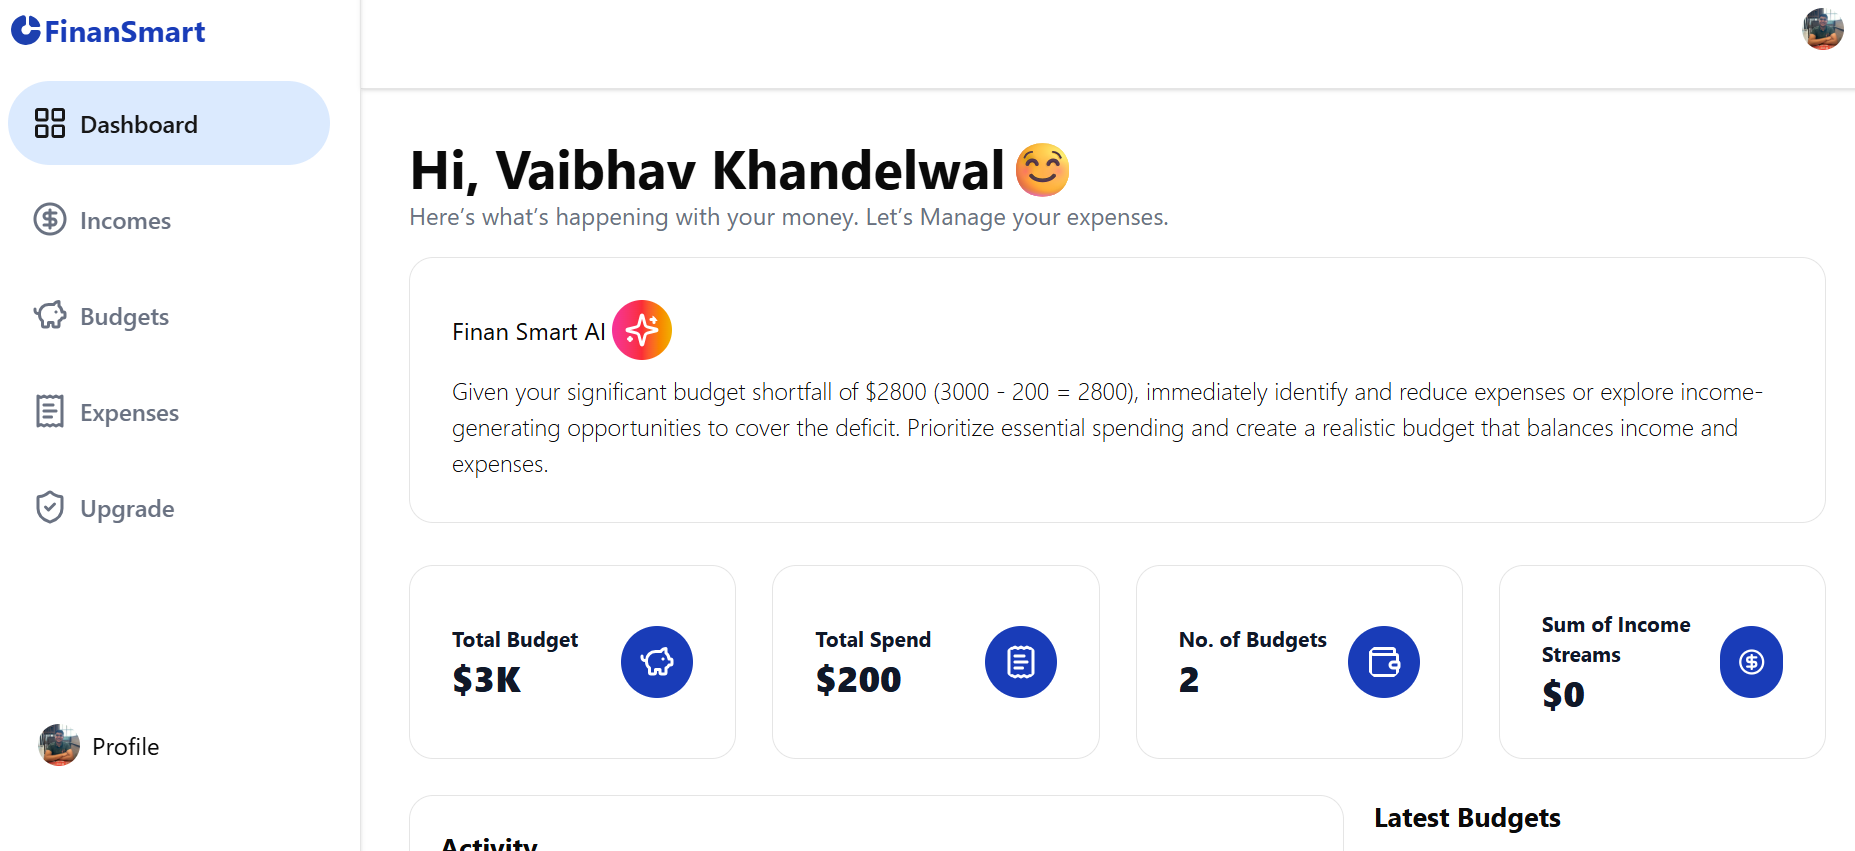 FinanSmart
Dashboard
Incomes
Budgets
Expenses
Upgrade
Profile
Hi, Vaibhav Khandelwal
Here's what's happening with your money. Let's Manage your expenses.
Finan Smart AI
Given your significant budget shortfall of $2800 (3000 - 200 = 2800), immediately identify and reduce expenses or explore income-
generating opportunities to cover the deficit. Prioritize essential spending and create a realistic budget that balances income and
expenses.
Total Budget
$3K
Total Spend
$200
No. of Budgets
2
Sum of Income
Streams
$0
Activity
Latest Budgets